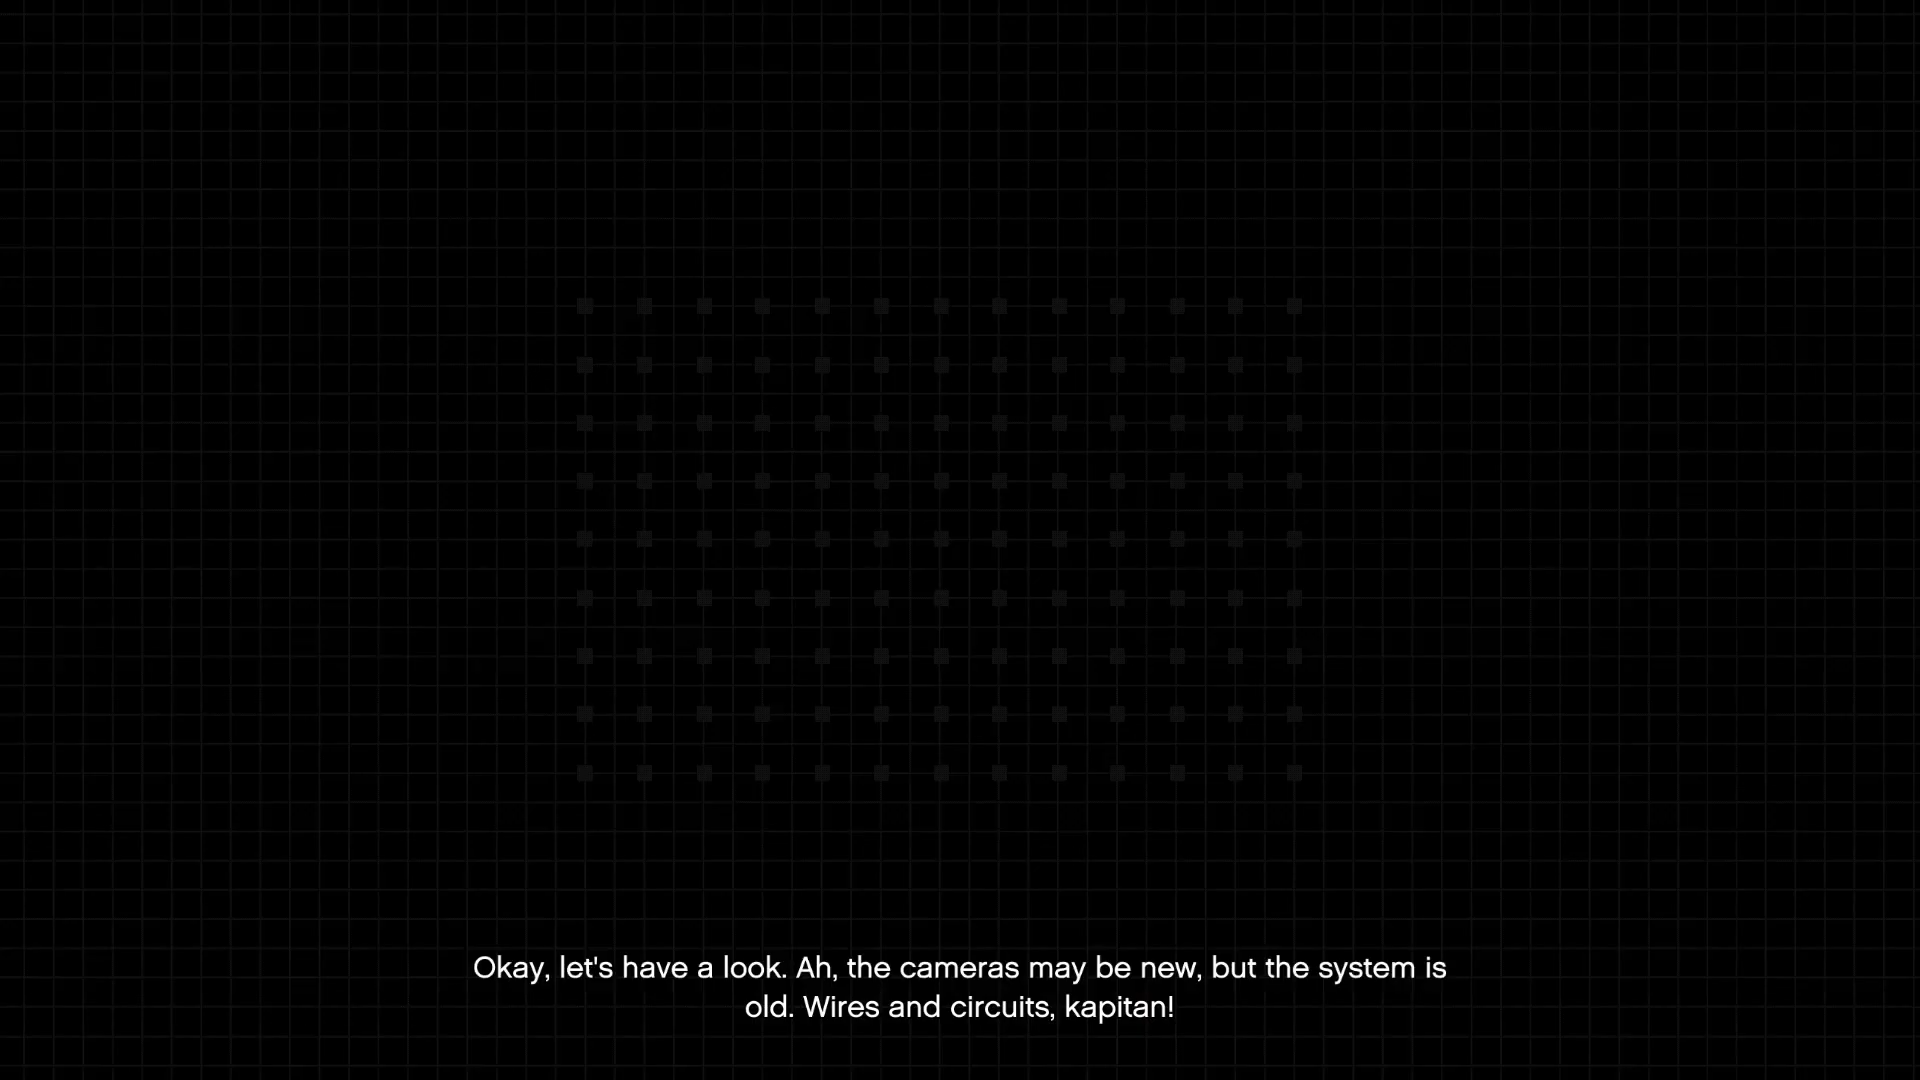 Okay, let's have a look. Ah, the cameras may be new, but the system is
old. Wires and circuits, kapitan!